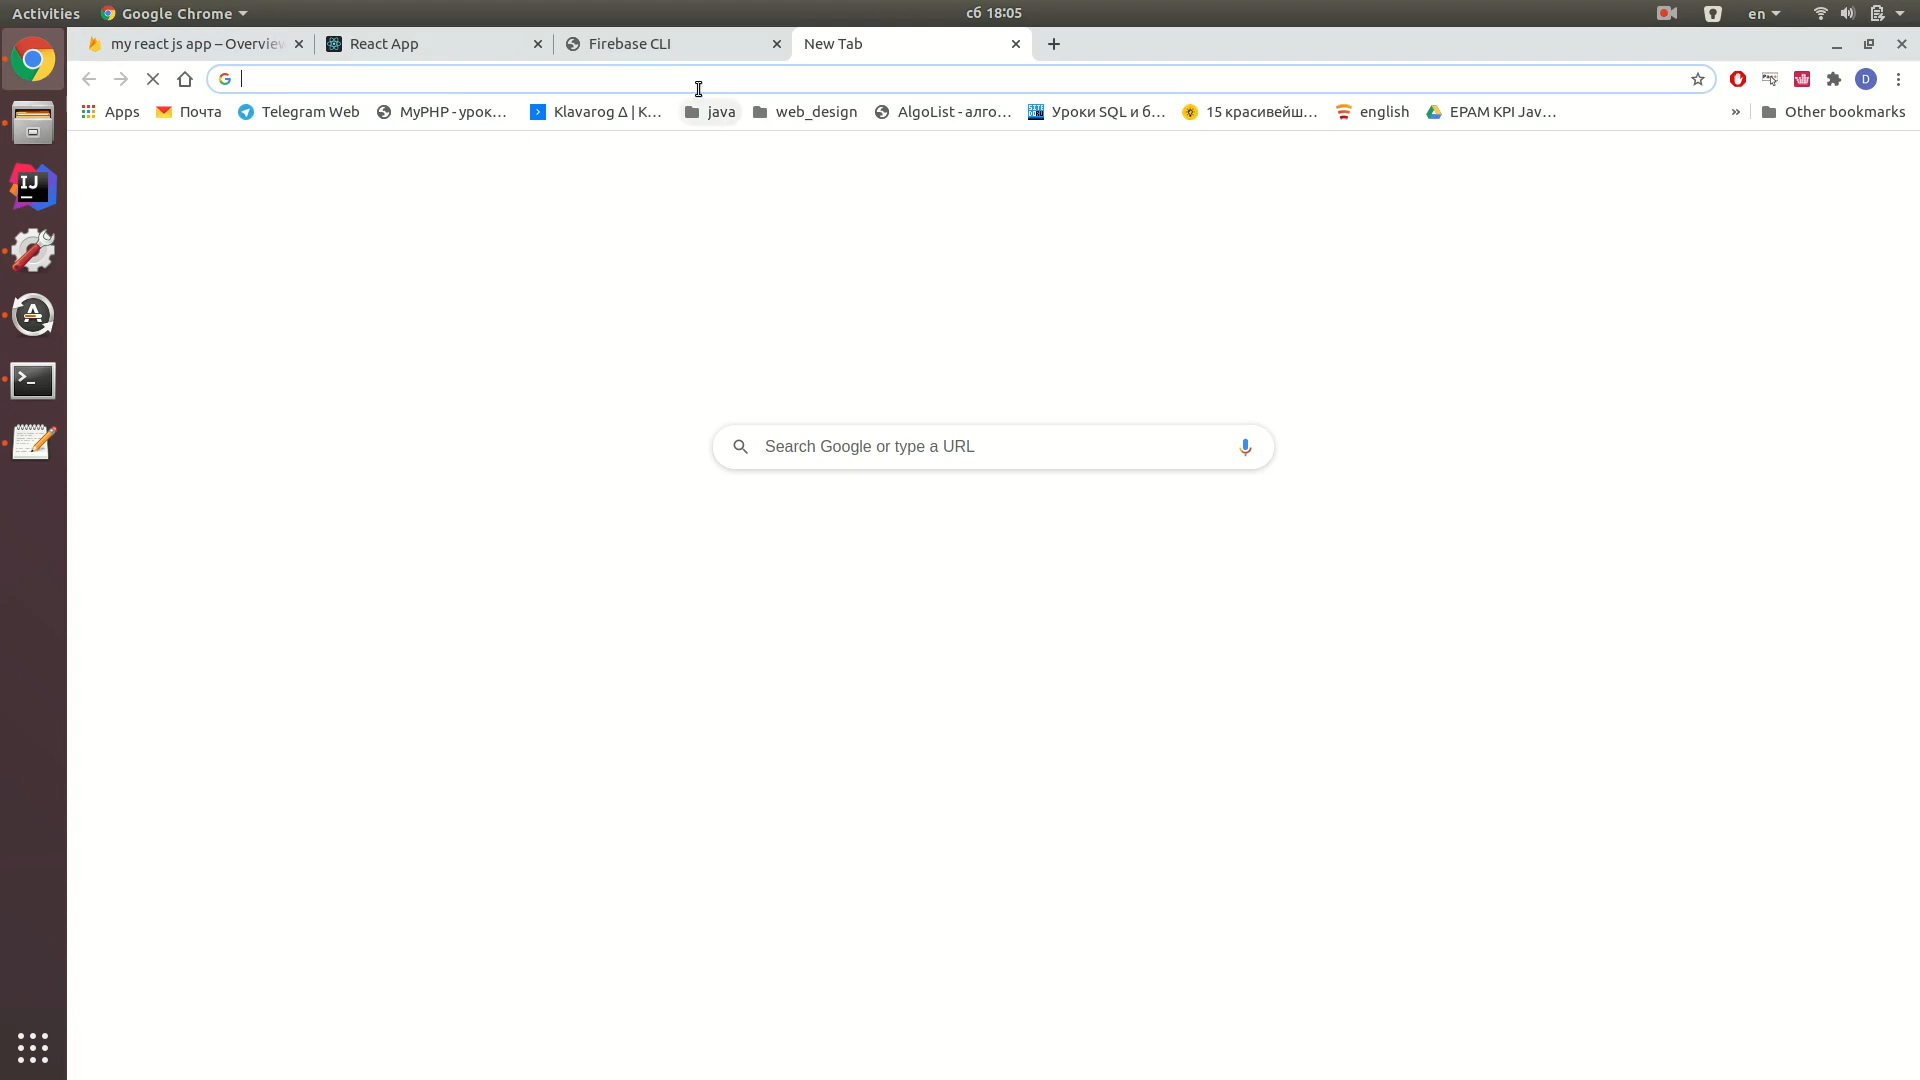 Activities Google Chrome сб 18:05 en
my react js app – Overview React App Firebase CLI New Tab
Apps Почта Telegram Web MyPHP - урок... Klavarog Δ | K... java web_design AlgoList - алго... Уроки SQL и б... 15 красивейш... english EPAM KPI Jav... » Other bookmarks
Search Google or type a URL